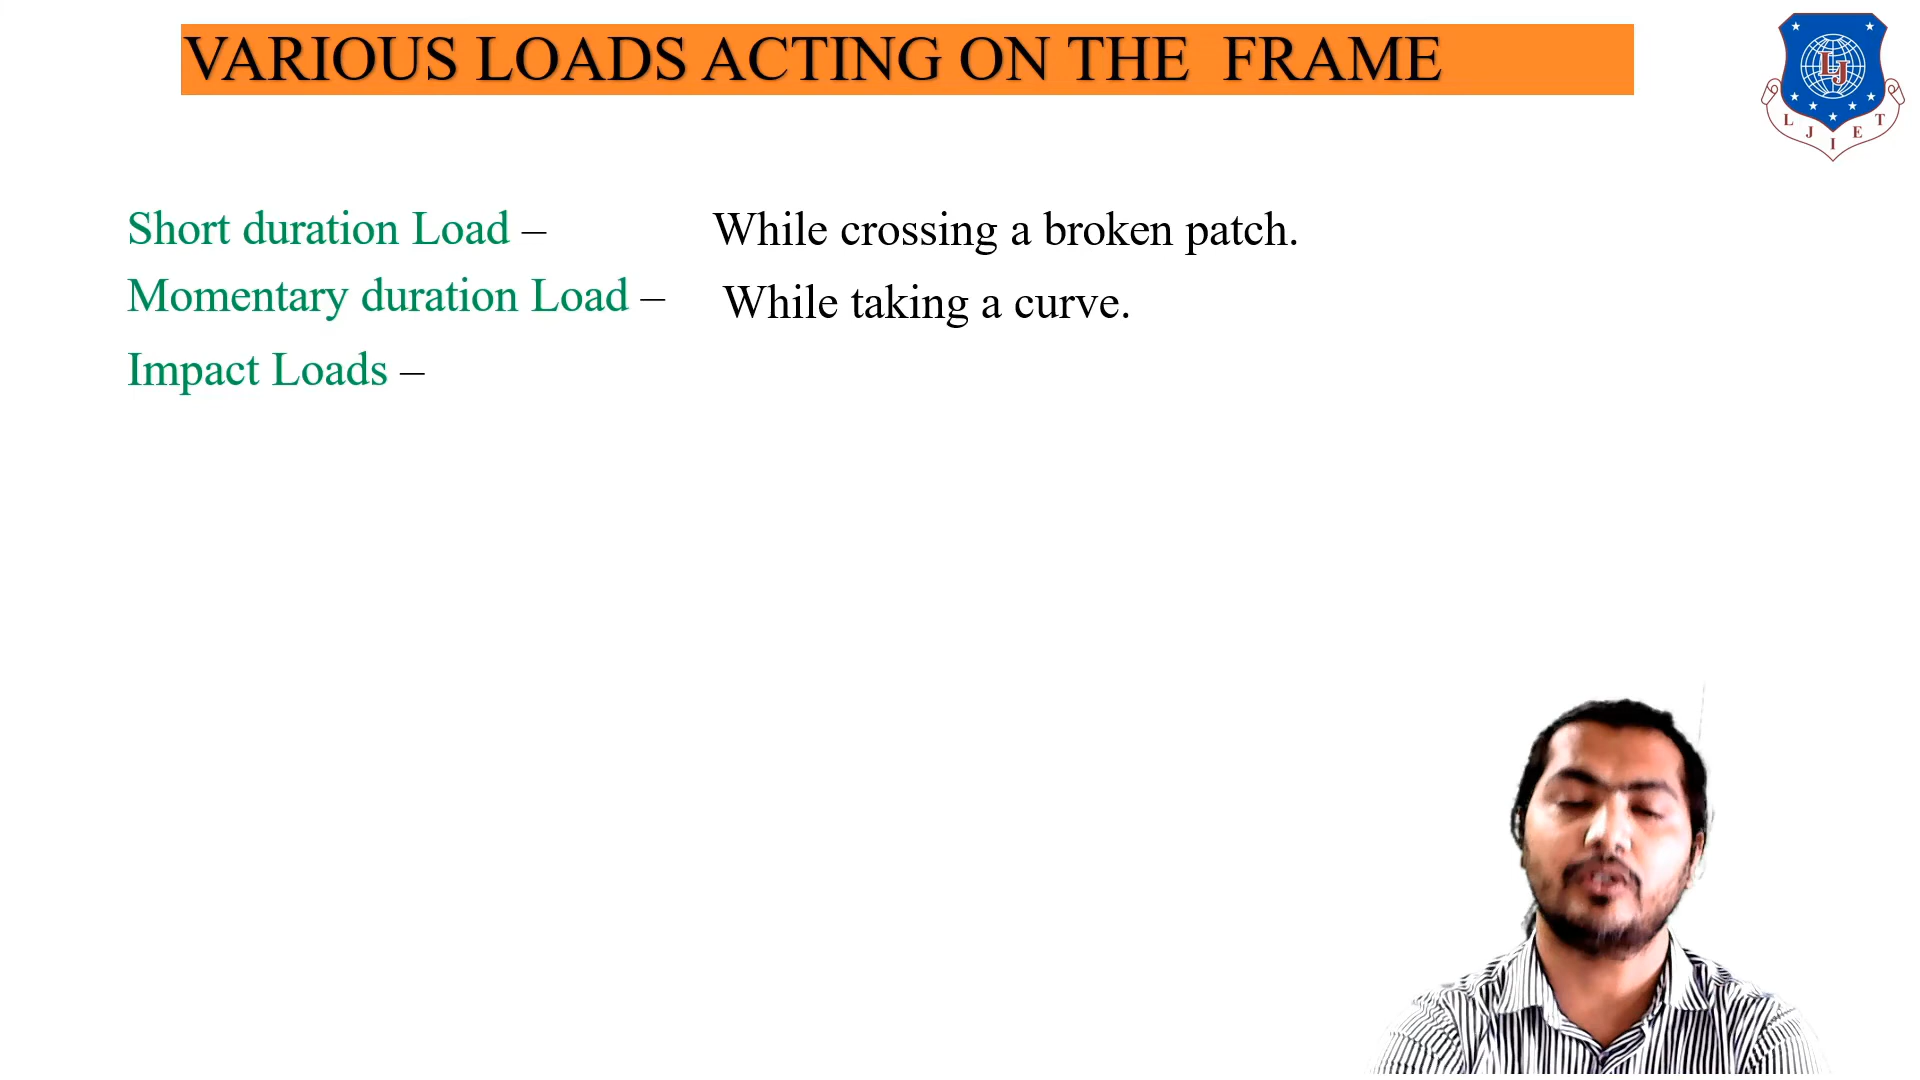 VARIOUS LOADS ACTING ON THE FRAME
LJ
L J I E T
Short duration Load – While crossing a broken patch.
Momentary duration Load – While taking a curve.
Impact Loads –